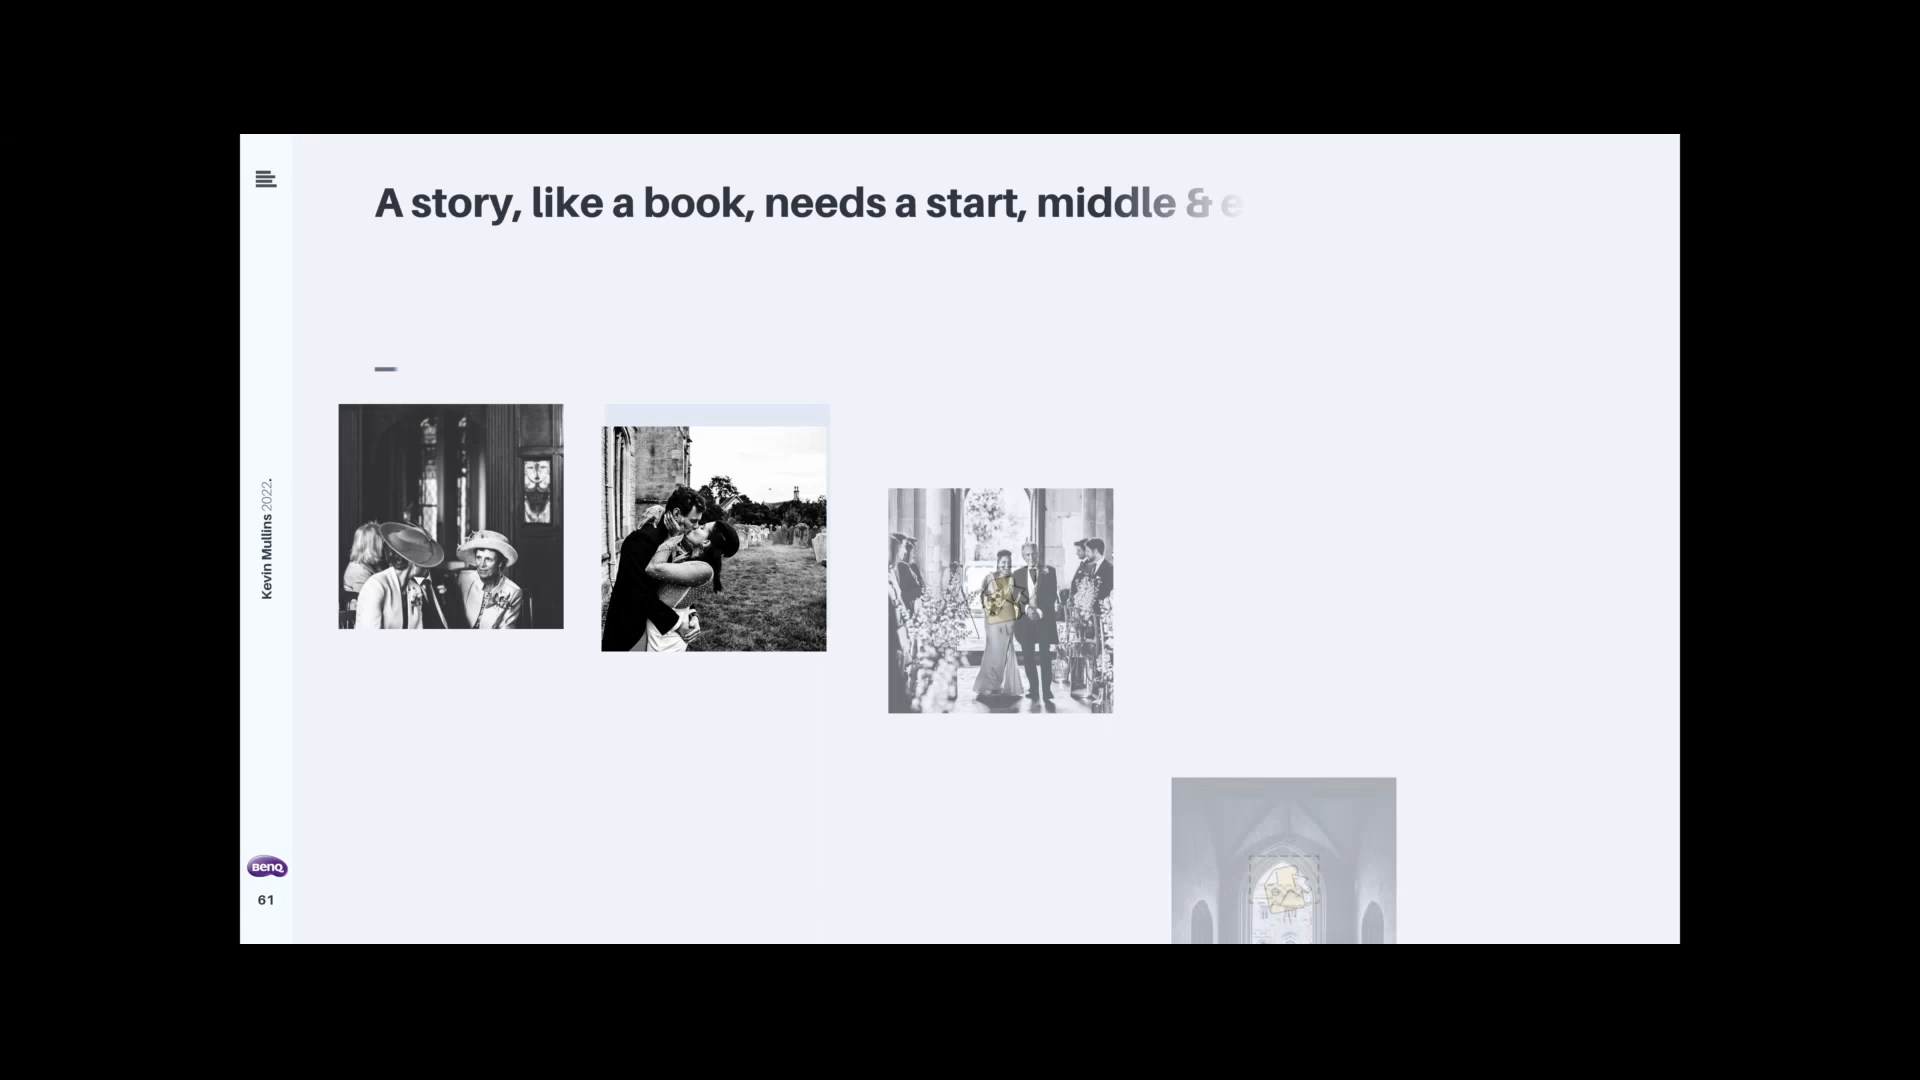 A story, like a book, needs a start, middle & e
Kevin Mullins 2022.
BenQ
61